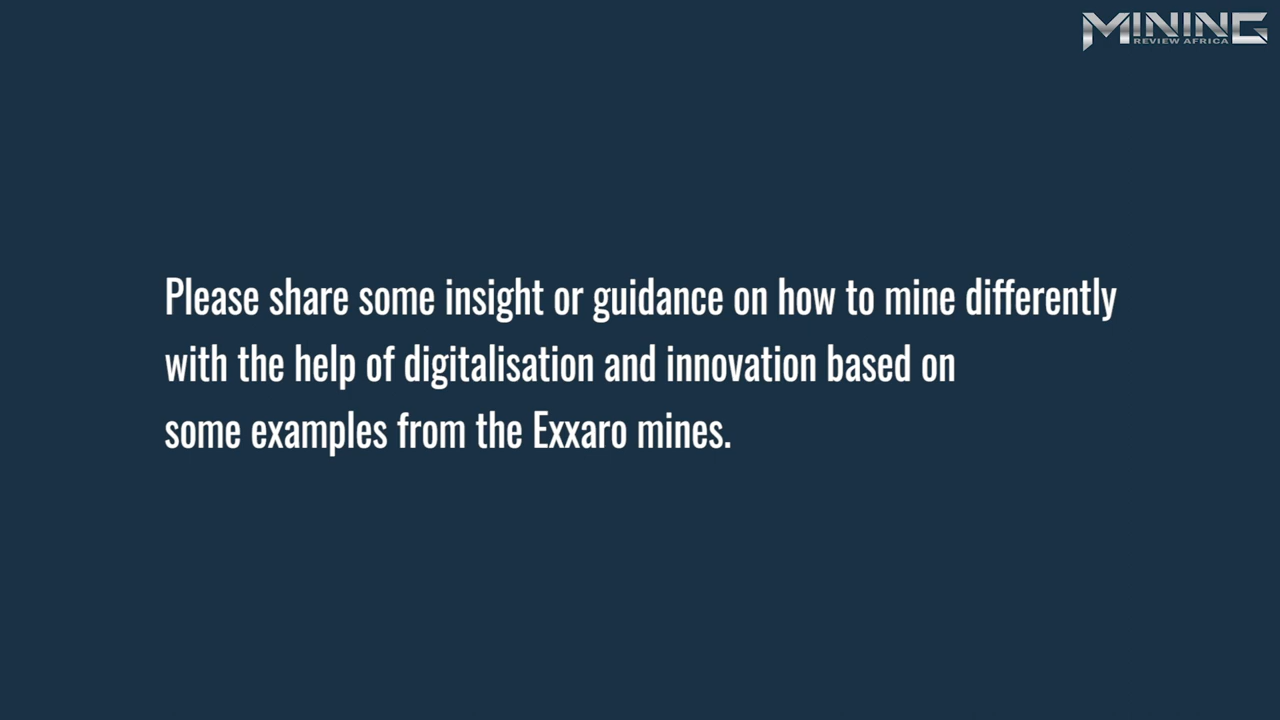 MINING
REVIEW AFRICA
Please share some insight or guidance on how to mine differently
with the help of digitalisation and innovation based on
some examples from the Exxaro mines.